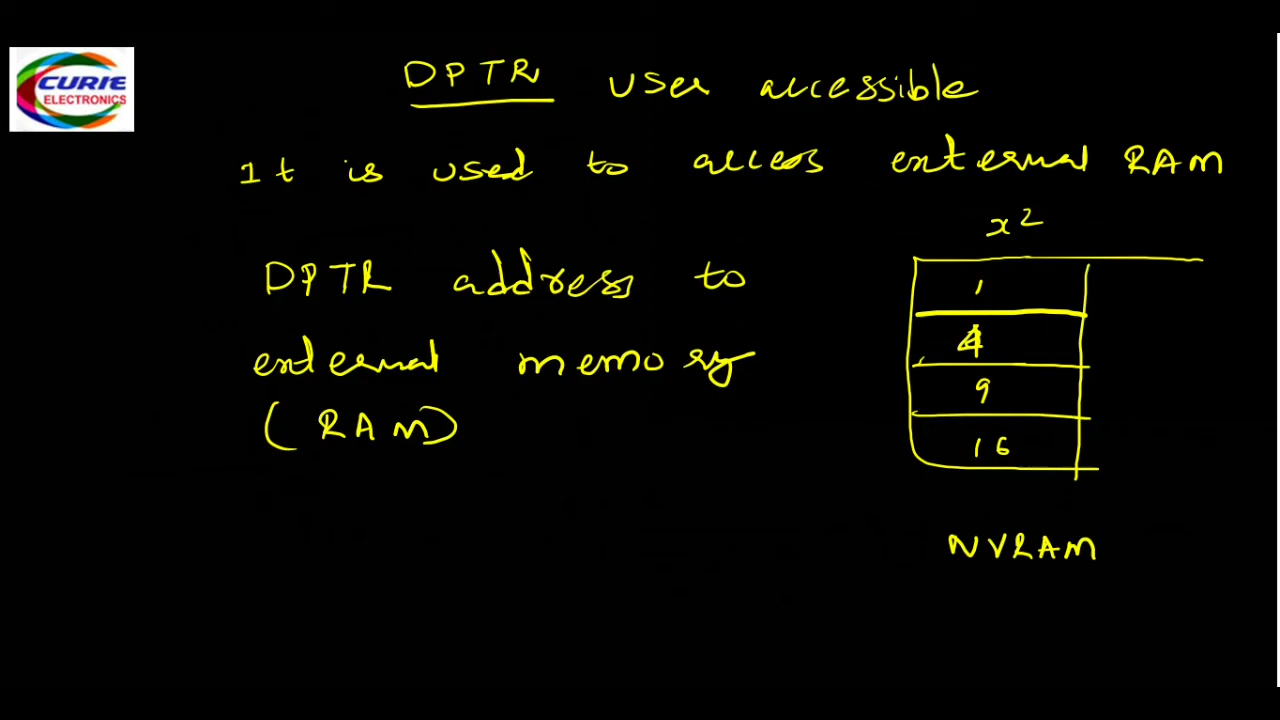 CURIE
ELECTRONICS
DPTR user accessible
It is used to access external RAM
x²
DPTR address to
external memory
(RAM)
1
4
9
16
NVRAM